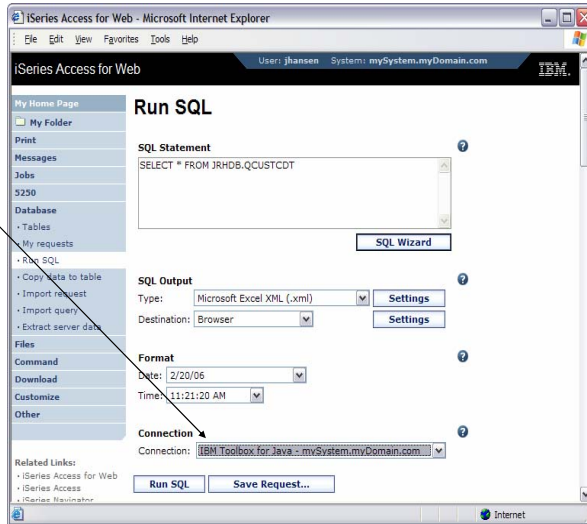 iSeries Access for Web - Microsoft Internet Explorer
File Edit View Favorites Tools Help
iSeries Access for Web
User: jhansen System: mySystem.myDomain.com
IBM.
My Home Page
My Folder
Print
Messages
Jobs
5250
Database
• Tables
• My requests
• Run SQL
• Copy data to table
• Import request
• Import query
• Extract server data
Files
Command
Download
Customize
Other
Related Links:
• iSeries Access for Web
• iSeries Access
• iSeries Navigator
Run SQL
SQL Statement
SELECT * FROM JRHDB.QCUSTCDT
SQL Wizard
SQL Output
Type: Microsoft Excel XML (.xml) Settings
Destination: Browser Settings
Format
Date: 2/20/06
Time: 11:21:20 AM
Connection
Connection: IBM Toolbox for Java - mySystem.myDomain.com
Run SQL Save Request...
Internet